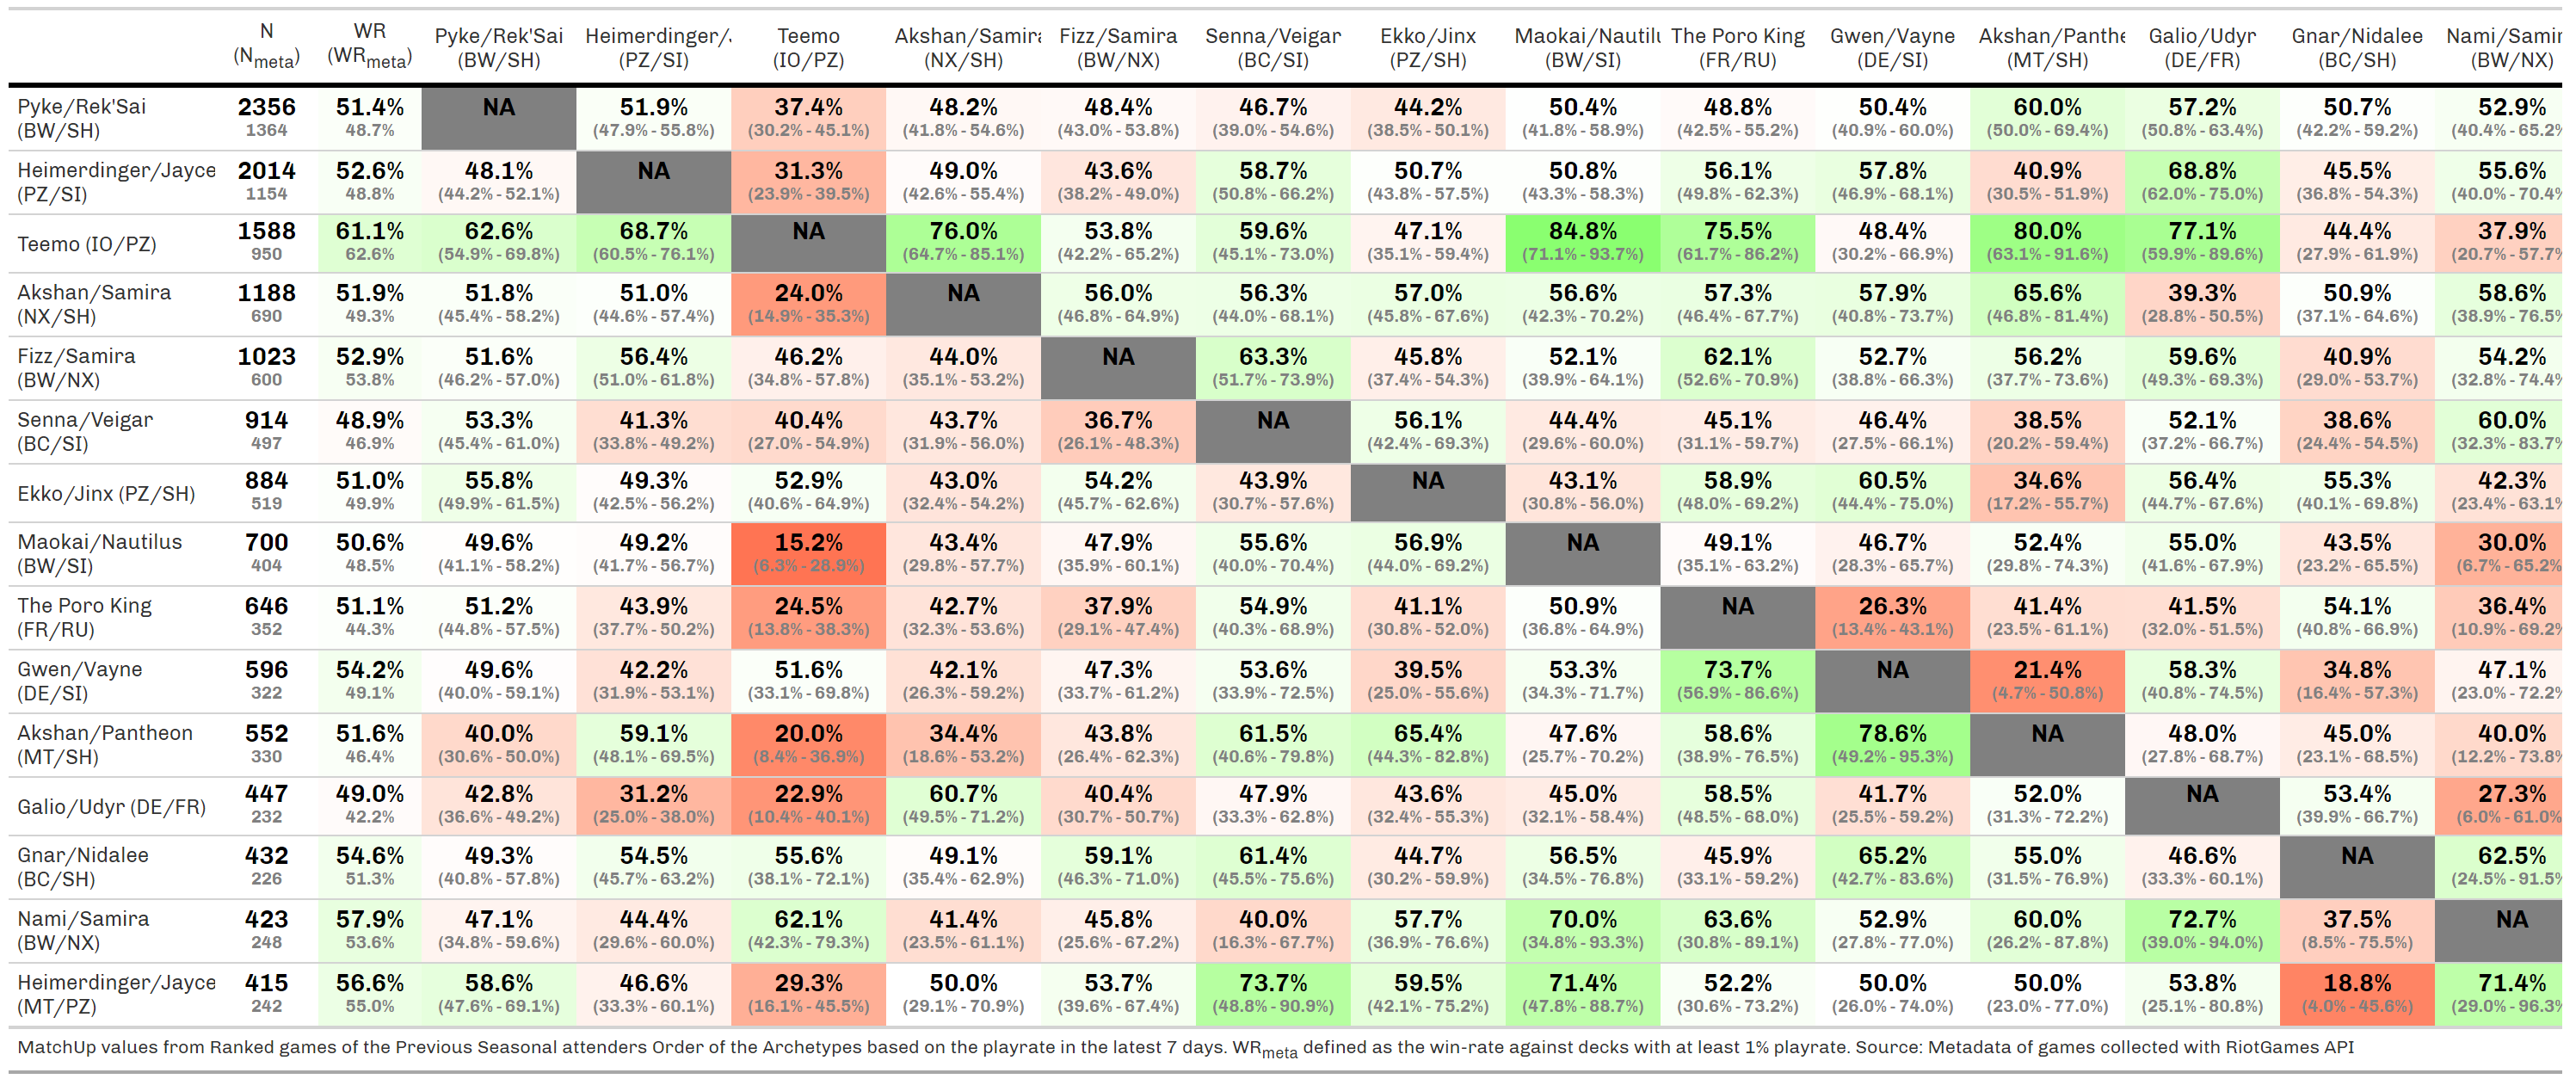 N WR Pyke/Rek'Sai Heimerdinger/J Teemo Akshan/Samira Fizz/Samira Senna/Veigar Ekko/Jinx Maokai/Nautilu The Poro King Gwen/Vayne Akshan/Panthe Galio/Udyr Gnar/Nidalee Nami/Samir
(Nmeta) (WRmeta) (BW/SH) (PZ/SI) (IO/PZ) (NX/SH) (BW/NX) (BC/SI) (PZ/SH) (BW/SI) (FR/RU) (DE/SI) (MT/SH) (DE/FR) (BC/SH) (BW/NX)
Pyke/Rek'Sai 2356 51.4% NA 51.9% 37.4% 48.2% 48.4% 46.7% 44.2% 50.4% 48.8% 50.4% 60.0% 57.2% 50.7% 52.9%
(BW/SH) 1364 48.7% (47.9% - 55.8%) (30.2% - 45.1%) (41.8% - 54.6%) (43.0% - 53.8%) (39.0% - 54.6%) (38.5% - 50.1%) (41.8% - 58.9%) (42.5% - 55.2%) (40.9% - 60.0%) (50.0% - 69.4%) (50.8% - 63.4%) (42.2% - 59.2%) (40.4% - 65.2%
Heimerdinger/Jayce 2014 52.6% 48.1% NA 31.3% 49.0% 43.6% 58.7% 50.7% 50.8% 56.1% 57.8% 40.9% 68.8% 45.5% 55.6%
(PZ/SI) 1154 48.8% (44.2% - 52.1%) (23.9% - 39.5%) (42.6% - 55.4%) (38.2% - 49.0%) (50.8% - 66.2%) (43.8% - 57.5%) (43.3% - 58.3%) (49.8% - 62.3%) (46.9% - 68.1%) (30.5% - 51.9%) (62.0% - 75.0%) (36.8% - 54.3%) (40.0% - 70.4%
Teemo (IO/PZ) 1588 61.1% 62.6% 68.7% NA 76.0% 53.8% 59.6% 47.1% 84.8% 75.5% 48.4% 80.0% 77.1% 44.4% 37.9%
950 62.6% (54.9% - 69.8%) (60.5% - 76.1%) (64.7% - 85.1%) (42.2% - 65.2%) (45.1% - 73.0%) (35.1% - 59.4%) (71.1% - 93.7%) (61.7% - 86.2%) (30.2% - 66.9%) (63.1% - 91.6%) (59.9% - 89.6%) (27.9% - 61.9%) (20.7% - 57.7%
Akshan/Samira 1188 51.9% 51.8% 51.0% 24.0% NA 56.0% 56.3% 57.0% 56.6% 57.3% 57.9% 65.6% 39.3% 50.9% 58.6%
(NX/SH) 690 49.3% (45.4% - 58.2%) (44.6% - 57.4%) (14.9% - 35.3%) (46.8% - 64.9%) (44.0% - 68.1%) (45.8% - 67.6%) (42.3% - 70.2%) (46.4% - 67.7%) (40.8% - 73.7%) (46.8% - 81.4%) (28.8% - 50.5%) (37.1% - 64.6%) (38.9% - 76.5%
Fizz/Samira 1023 52.9% 51.6% 56.4% 46.2% 44.0% NA 63.3% 45.8% 52.1% 62.1% 52.7% 56.2% 59.6% 40.9% 54.2%
(BW/NX) 600 53.8% (46.2% - 57.0%) (51.0% - 61.8%) (34.8% - 57.8%) (35.1% - 53.2%) (51.7% - 73.9%) (37.4% - 54.3%) (39.9% - 64.1%) (52.6% - 70.9%) (38.8% - 66.3%) (37.7% - 73.6%) (49.3% - 69.3%) (29.0% - 53.7%) (32.8% - 74.4%
Senna/Veigar 914 48.9% 53.3% 41.3% 40.4% 43.7% 36.7% NA 56.1% 44.4% 45.1% 46.4% 38.5% 52.1% 38.6% 60.0%
(BC/SI) 497 46.9% (45.4% - 61.0%) (33.8% - 49.2%) (27.0% - 54.9%) (31.9% - 56.0%) (26.1% - 48.3%) (42.4% - 69.3%) (29.6% - 60.0%) (31.1% - 59.7%) (27.5% - 66.1%) (20.2% - 59.4%) (37.2% - 66.7%) (24.4% - 54.5%) (32.3% - 83.7%
Ekko/Jinx (PZ/SH) 884 51.0% 55.8% 49.3% 52.9% 43.0% 54.2% 43.9% NA 43.1% 58.9% 60.5% 34.6% 56.4% 55.3% 42.3%
519 49.9% (49.9% - 61.5%) (42.5% - 56.2%) (40.6% - 64.9%) (32.4% - 54.2%) (45.7% - 62.6%) (30.7% - 57.6%) (30.8% - 56.0%) (48.0% - 69.2%) (44.4% - 75.0%) (17.2% - 55.7%) (44.7% - 67.6%) (40.1% - 69.8%) (23.4% - 63.1%
Maokai/Nautilus 700 50.6% 49.6% 49.2% 15.2% 43.4% 47.9% 55.6% 56.9% NA 49.1% 46.7% 52.4% 55.0% 43.5% 30.0%
(BW/SI) 404 48.5% (41.1% - 58.2%) (41.7% - 56.7%) (6.3% - 28.9%) (29.8% - 57.7%) (35.9% - 60.1%) (40.0% - 70.4%) (44.0% - 69.2%) (35.1% - 63.2%) (28.3% - 65.7%) (29.8% - 74.3%) (41.6% - 67.9%) (23.2% - 65.5%) (6.7% - 65.2%
The Poro King 646 51.1% 51.2% 43.9% 24.5% 42.7% 37.9% 54.9% 41.1% 50.9% NA 26.3% 41.4% 41.5% 54.1% 36.4%
(FR/RU) 352 44.3% (44.8% - 57.5%) (37.7% - 50.2%) (13.8% - 38.3%) (32.3% - 53.6%) (29.1% - 47.4%) (40.3% - 68.9%) (30.8% - 52.0%) (36.8% - 64.9%) (13.4% - 43.1%) (23.5% - 61.1%) (32.0% - 51.5%) (40.8% - 66.9%) (10.9% - 69.2%
Gwen/Vayne 596 54.2% 49.6% 42.2% 51.6% 42.1% 47.3% 53.6% 39.5% 53.3% 73.7% NA 21.4% 58.3% 34.8% 47.1%
(DE/SI) 322 49.1% (40.0% - 59.1%) (31.9% - 53.1%) (33.1% - 69.8%) (26.3% - 59.2%) (33.7% - 61.2%) (33.9% - 72.5%) (25.0% - 55.6%) (34.3% - 71.7%) (56.9% - 86.6%) (4.7% - 50.8%) (40.8% - 74.5%) (16.4% - 57.3%) (23.0% - 72.2%
Akshan/Pantheon 552 51.6% 40.0% 59.1% 20.0% 34.4% 43.8% 61.5% 65.4% 47.6% 58.6% 78.6% NA 48.0% 45.0% 40.0%
(MT/SH) 330 46.4% (30.6% - 50.0%) (48.1% - 69.5%) (8.4% - 36.9%) (18.6% - 53.2%) (26.4% - 62.3%) (40.6% - 79.8%) (44.3% - 82.8%) (25.7% - 70.2%) (38.9% - 76.5%) (49.2% - 95.3%) (27.8% - 68.7%) (23.1% - 68.5%) (12.2% - 73.8%
Galio/Udyr (DE/FR) 447 49.0% 42.8% 31.2% 22.9% 60.7% 40.4% 47.9% 43.6% 45.0% 58.5% 41.7% 52.0% NA 53.4% 27.3%
232 42.2% (36.6% - 49.2%) (25.0% - 38.0%) (10.4% - 40.1%) (49.5% - 71.2%) (30.7% - 50.7%) (33.3% - 62.8%) (32.4% - 55.3%) (32.1% - 58.4%) (48.5% - 68.0%) (25.5% - 59.2%) (31.3% - 72.2%) (39.9% - 66.7%) (6.0% - 61.0%
Gnar/Nidalee 432 54.6% 49.3% 54.5% 55.6% 49.1% 59.1% 61.4% 44.7% 56.5% 45.9% 65.2% 55.0% 46.6% NA 62.5%
(BC/SH) 226 51.3% (40.8% - 57.8%) (45.7% - 63.2%) (38.1% - 72.1%) (35.4% - 62.9%) (46.3% - 71.0%) (45.5% - 75.6%) (30.2% - 59.9%) (34.5% - 76.8%) (33.1% - 59.2%) (42.7% - 83.6%) (31.5% - 76.9%) (33.3% - 60.1%) (24.5% - 91.5%
Nami/Samira 423 57.9% 47.1% 44.4% 62.1% 41.4% 45.8% 40.0% 57.7% 70.0% 63.6% 52.9% 60.0% 72.7% 37.5% NA
(BW/NX) 248 53.6% (34.8% - 59.6%) (29.6% - 60.0%) (42.3% - 79.3%) (23.5% - 61.1%) (25.6% - 67.2%) (16.3% - 67.7%) (36.9% - 76.6%) (34.8% - 93.3%) (30.8% - 89.1%) (27.8% - 77.0%) (26.2% - 87.8%) (39.0% - 94.0%) (8.5% - 75.5%)
Heimerdinger/Jayce 415 56.6% 58.6% 46.6% 29.3% 50.0% 53.7% 73.7% 59.5% 71.4% 52.2% 50.0% 50.0% 53.8% 18.8% 71.4%
(MT/PZ) 242 55.0% (47.6% - 69.1%) (33.3% - 60.1%) (16.1% - 45.5%) (29.1% - 70.9%) (39.6% - 67.4%) (48.8% - 90.9%) (42.1% - 75.2%) (47.8% - 88.7%) (30.6% - 73.2%) (26.0% - 74.0%) (23.0% - 77.0%) (25.1% - 80.8%) (4.0% - 45.6%) (29.0% - 96.3%
MatchUp values from Ranked games of the Previous Seasonal attenders Order of the Archetypes based on the playrate in the latest 7 days. WRmeta defined as the win-rate against decks with at least 1% playrate. Source: Metadata of games collected with RiotGames API